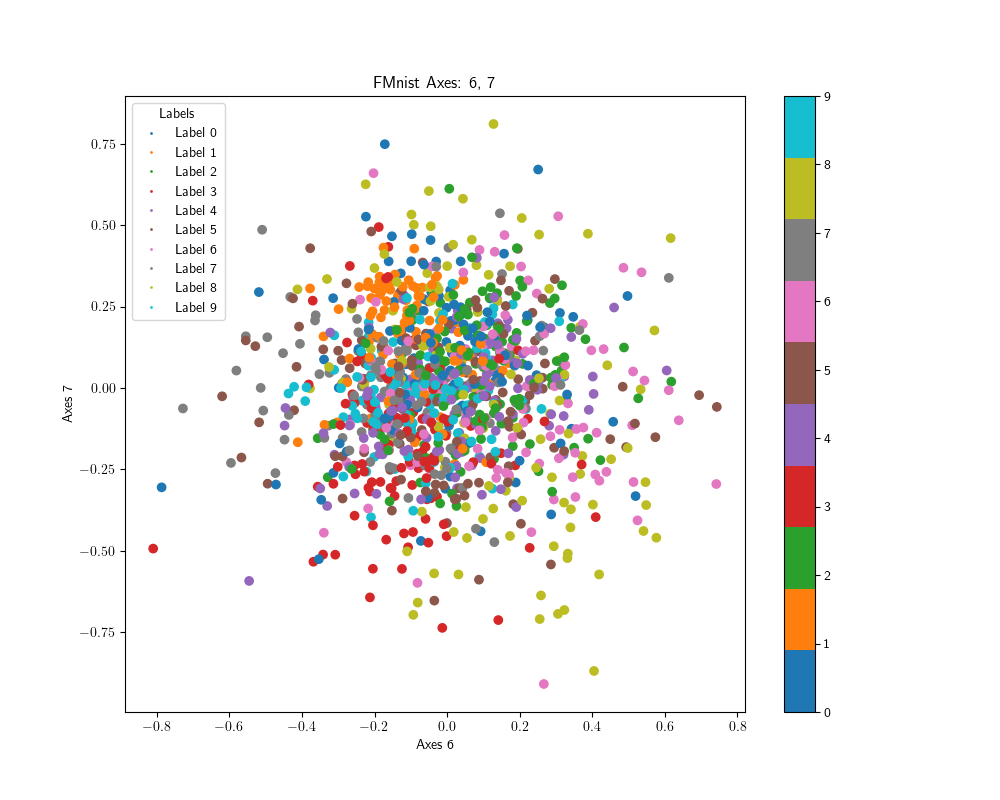 FMnist Axes: 6, 7
Labels
Label 0
Label 1
Label 2
Label 3
Label 4
Label 5
Label 6
Label 7
Label 8
Label 9
0.75
0.50
0.25
0.00
−0.25
−0.50
−0.75
Axes 7
−0.8 −0.6 −0.4 −0.2 0.0 0.2 0.4 0.6 0.8
Axes 6
9
8
7
6
5
4
3
2
1
0